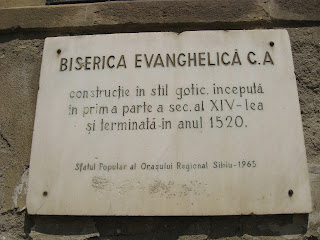 BISERICA EVANGHELICĂ C.A
construcție în stil gotic, începută
în prima parte a sec. al XIV-lea
și terminată în anul 1520.
Sfatul Popular al Orașului Regional Sibiu-1965